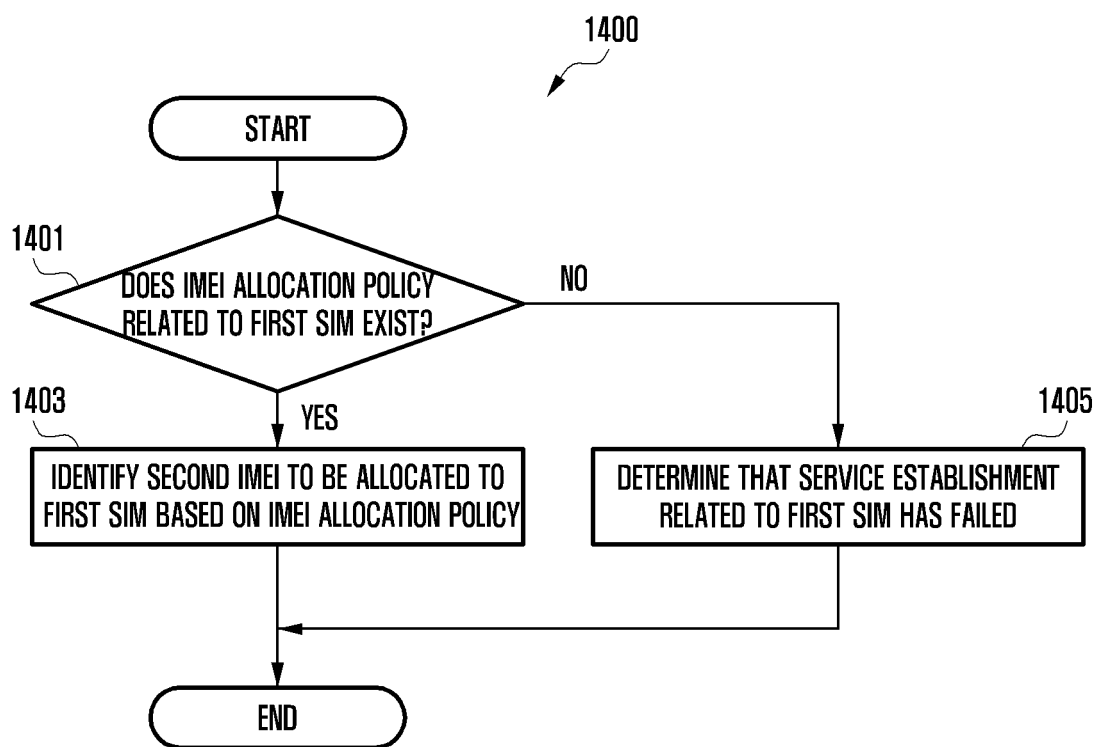 1400
START
1401
DOES IMEI ALLOCATION POLICY
RELATED TO FIRST SIM EXIST?
NO
YES
1403
IDENTIFY SECOND IMEI TO BE ALLOCATED TO
FIRST SIM BASED ON IMEI ALLOCATION POLICY
1405
DETERMINE THAT SERVICE ESTABLISHMENT
RELATED TO FIRST SIM HAS FAILED
END